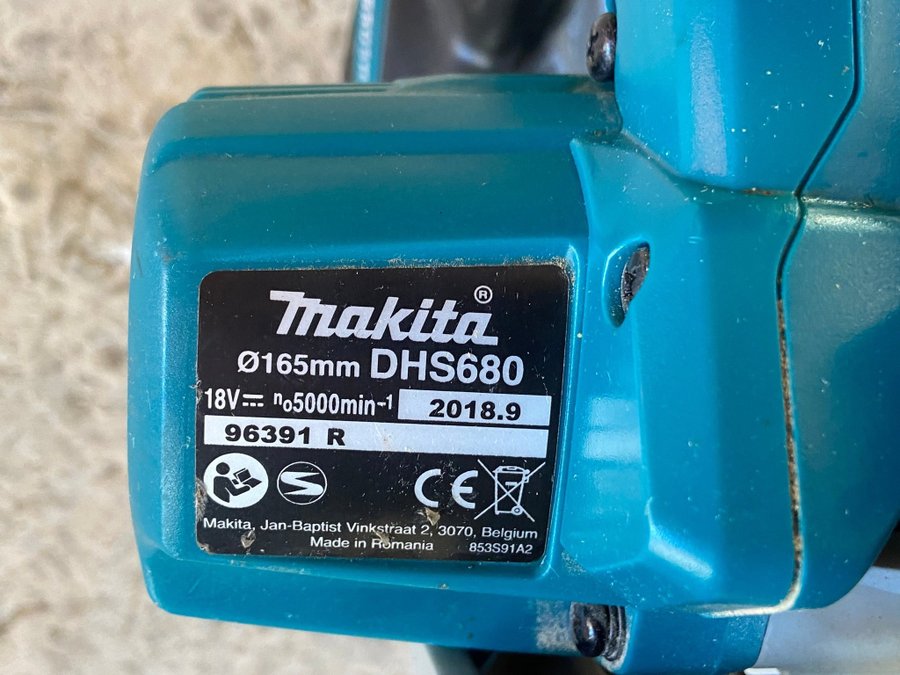 makita®
Ø165mm DHS680
18V⎓ nₒ5000min⁻¹ 2018.9
96391 R
CE
Makita, Jan-Baptist Vinkstraat 2, 3070, Belgium
Made in Romania 853S91A2